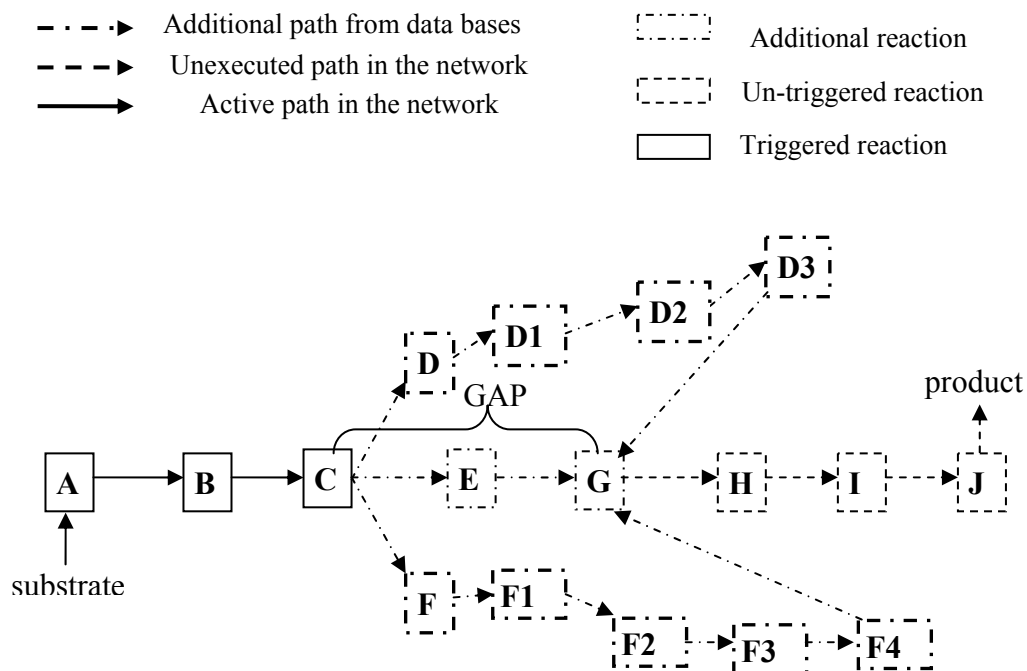 Additional path from data bases
Unexecuted path in the network
Active path in the network
Additional reaction
Un-triggered reaction
Triggered reaction
D3
D2
D1
D
GAP
product
A
B
C
E
G
H
I
J
substrate
F
F1
F2
F3
F4